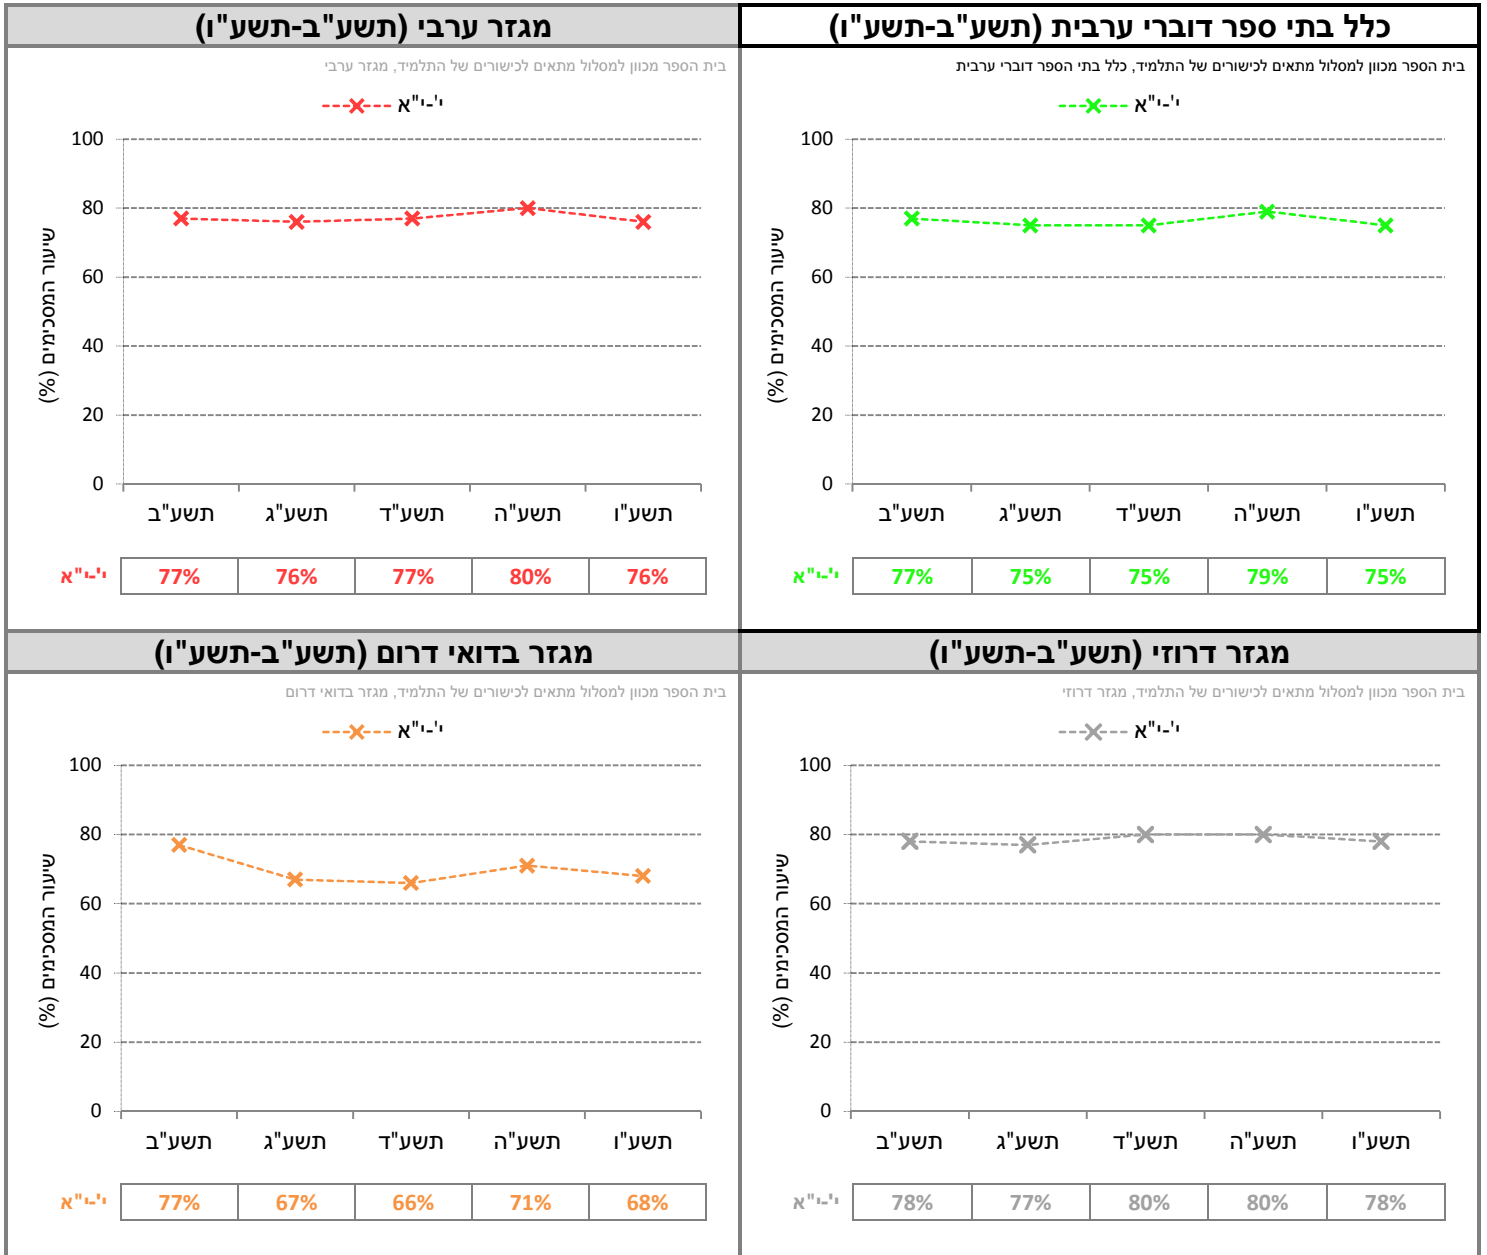 כלל בתי ספר דוברי ערבית (תשע"ב-תשע"ו)
בית הספר מכוון למסלול מתאים לכישורים של התלמיד, כלל בתי הספר דוברי ערבית
י'-י"א
100
80
60
40
20
0
שיעור המסכימים (%)
תשע"ב תשע"ג תשע"ד תשע"ה תשע"ו
י'-י"א 77% 75% 75% 79% 75%
מגזר ערבי (תשע"ב-תשע"ו)
בית הספר מכוון למסלול מתאים לכישורים של התלמיד, מגזר ערבי
י'-י"א
100
80
60
40
20
0
שיעור המסכימים (%)
תשע"ב תשע"ג תשע"ד תשע"ה תשע"ו
י'-י"א 77% 76% 77% 80% 76%
מגזר דרוזי (תשע"ב-תשע"ו)
בית הספר מכוון למסלול מתאים לכישורים של התלמיד, מגזר דרוזי
י'-י"א
100
80
60
40
20
0
שיעור המסכימים (%)
תשע"ב תשע"ג תשע"ד תשע"ה תשע"ו
י'-י"א 78% 77% 80% 80% 78%
מגזר בדואי דרום (תשע"ב-תשע"ו)
בית הספר מכוון למסלול מתאים לכישורים של התלמיד, מגזר בדואי דרום
י'-י"א
100
80
60
40
20
0
שיעור המסכימים (%)
תשע"ב תשע"ג תשע"ד תשע"ה תשע"ו
י'-י"א 77% 67% 66% 71% 68%